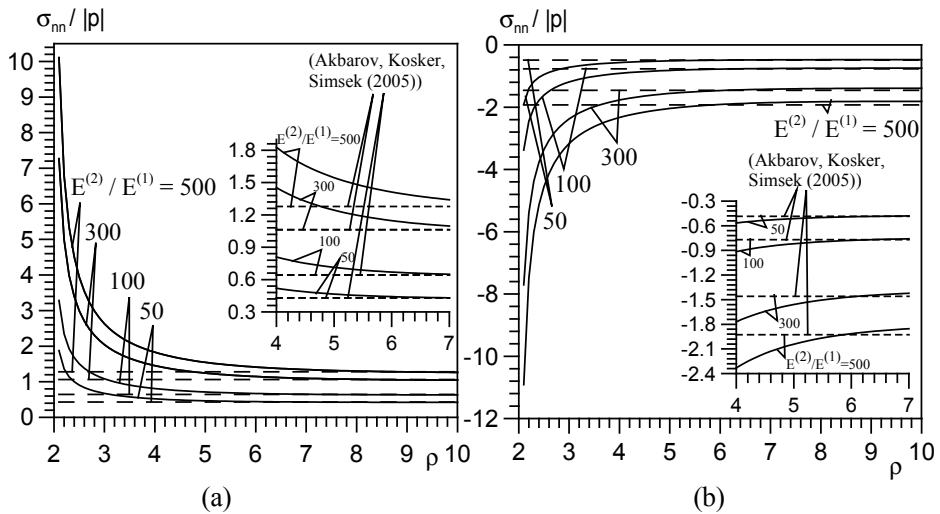 σnn / |p|
11
10
9
8
7
6
5
4
3
2
1
0
2 3 4 5 6 7 8 9 10
ρ
E(2) / E(1) = 500
300
100
50
(Akbarov, Kosker,
Simsek (2005))
E(2)/E(1)=500
300
100
50
1.8
1.5
1.2
0.9
0.6
0.3
4 5 6 7
(a)
σnn / |p|
0
-2
-4
-6
-8
-10
-12
2 3 4 5 6 7 8 9 10
ρ
E(2) / E(1) = 500
300
100
50
(Akbarov, Kosker,
Simsek (2005))
-0.3
-0.6
-0.9
-1.2
-1.5
-1.8
-2.1
-2.4
50
100
300
E(2)/E(1)=500
4 5 6 7
(b)